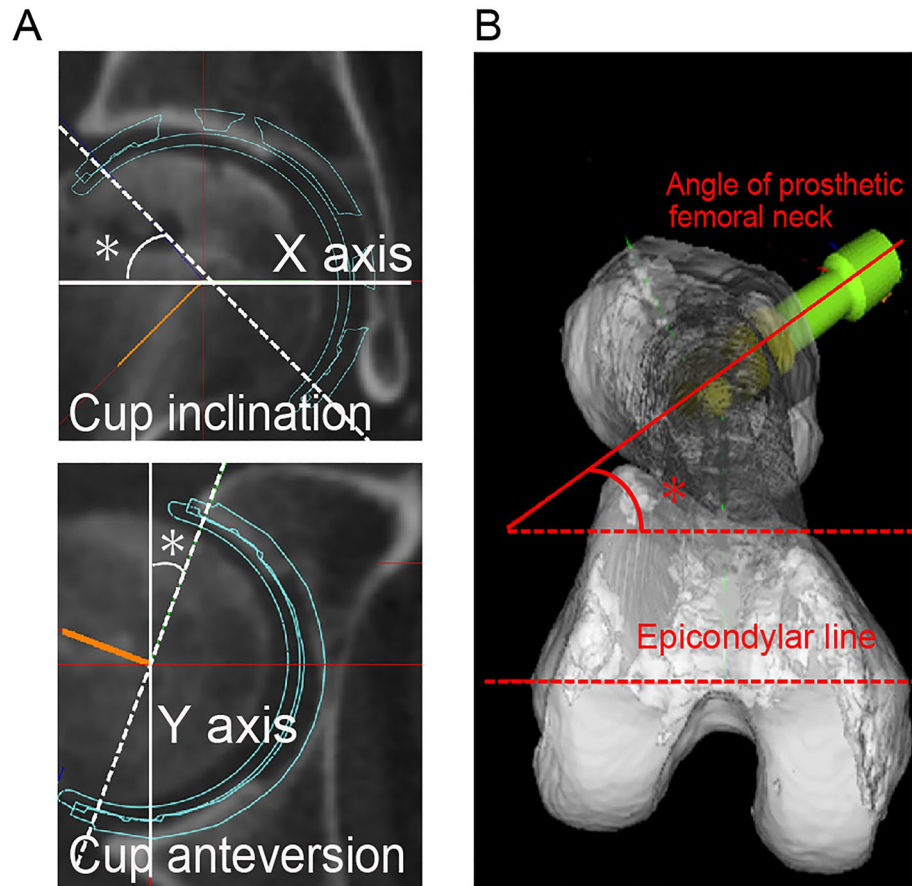 A
B
*
X axis
Cup inclination
*
Y axis
Cup anteversion
Angle of prosthetic
femoral neck
*
Epicondylar line